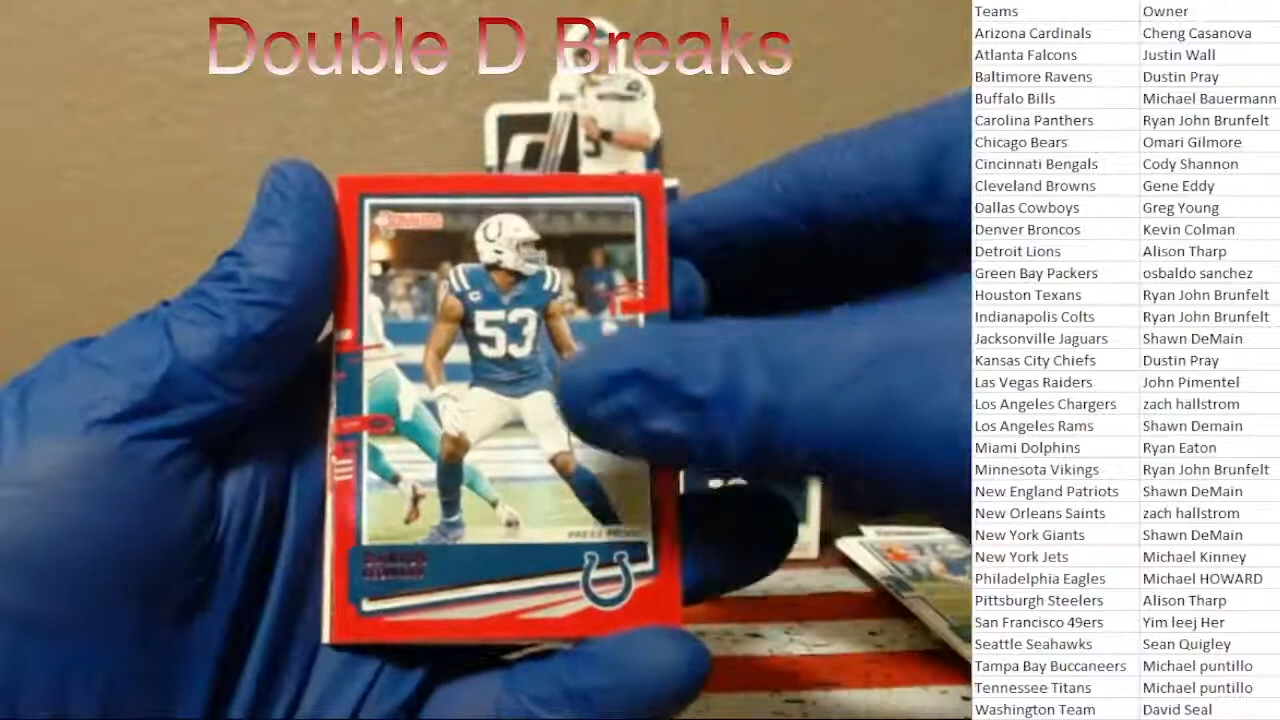 Double D Breaks
DONRUSS
53
PRESS PROOF
Teams Owner
Arizona Cardinals Cheng Casanova
Atlanta Falcons Justin Wall
Baltimore Ravens Dustin Pray
Buffalo Bills Michael Bauermann
Carolina Panthers Ryan John Brunfelt
Chicago Bears Omari Gilmore
Cincinnati Bengals Cody Shannon
Cleveland Browns Gene Eddy
Dallas Cowboys Greg Young
Denver Broncos Kevin Colman
Detroit Lions Alison Tharp
Green Bay Packers osbaldo sanchez
Houston Texans Ryan John Brunfelt
Indianapolis Colts Ryan John Brunfelt
Jacksonville Jaguars Shawn DeMain
Kansas City Chiefs Dustin Pray
Las Vegas Raiders John Pimentel
Los Angeles Chargers zach hallstrom
Los Angeles Rams Shawn Demain
Miami Dolphins Ryan Eaton
Minnesota Vikings Ryan John Brunfelt
New England Patriots Shawn DeMain
New Orleans Saints zach hallstrom
New York Giants Shawn DeMain
New York Jets Michael Kinney
Philadelphia Eagles Michael HOWARD
Pittsburgh Steelers Alison Tharp
San Francisco 49ers Yim leej Her
Seattle Seahawks Sean Quigley
Tampa Bay Buccaneers Michael puntillo
Tennessee Titans Michael puntillo
Washington Team David Seal